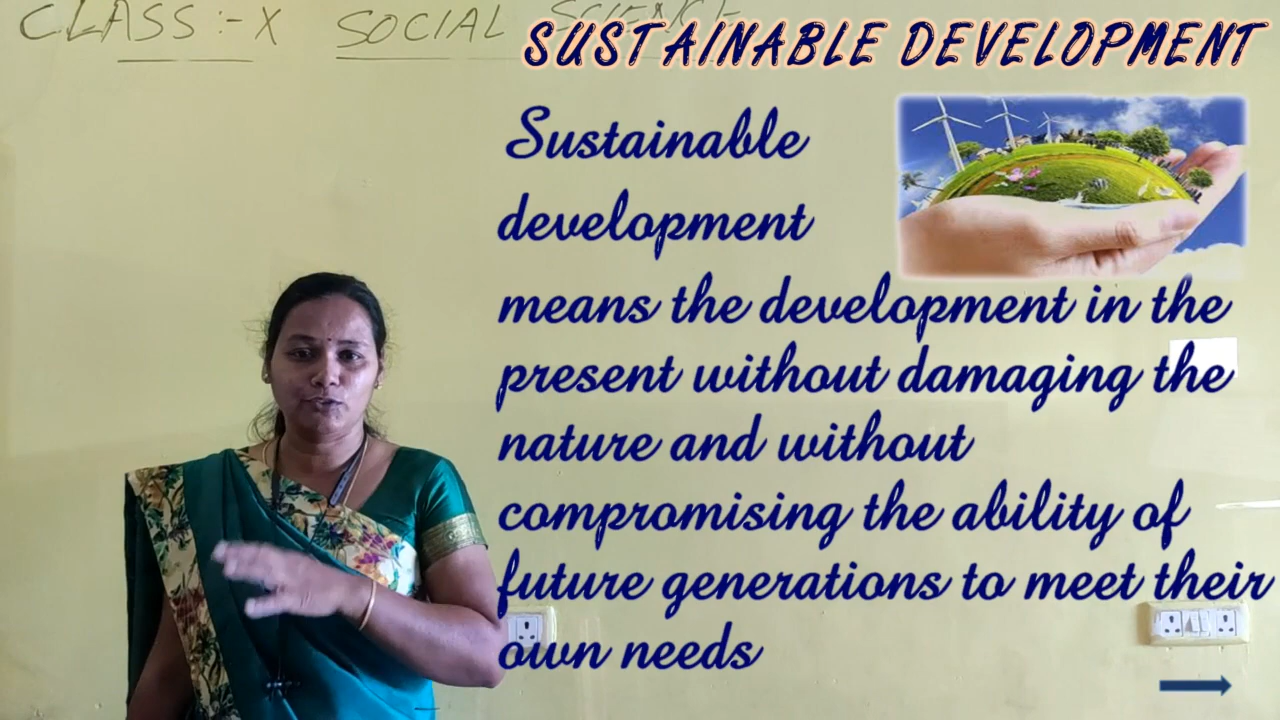 CLASS :- X SOCIAL SCIENCE
SUSTAINABLE DEVELOPMENT
Sustainable
development
means the development in the
present without damaging the
nature and without
compromising the ability of
future generations to meet their
own needs